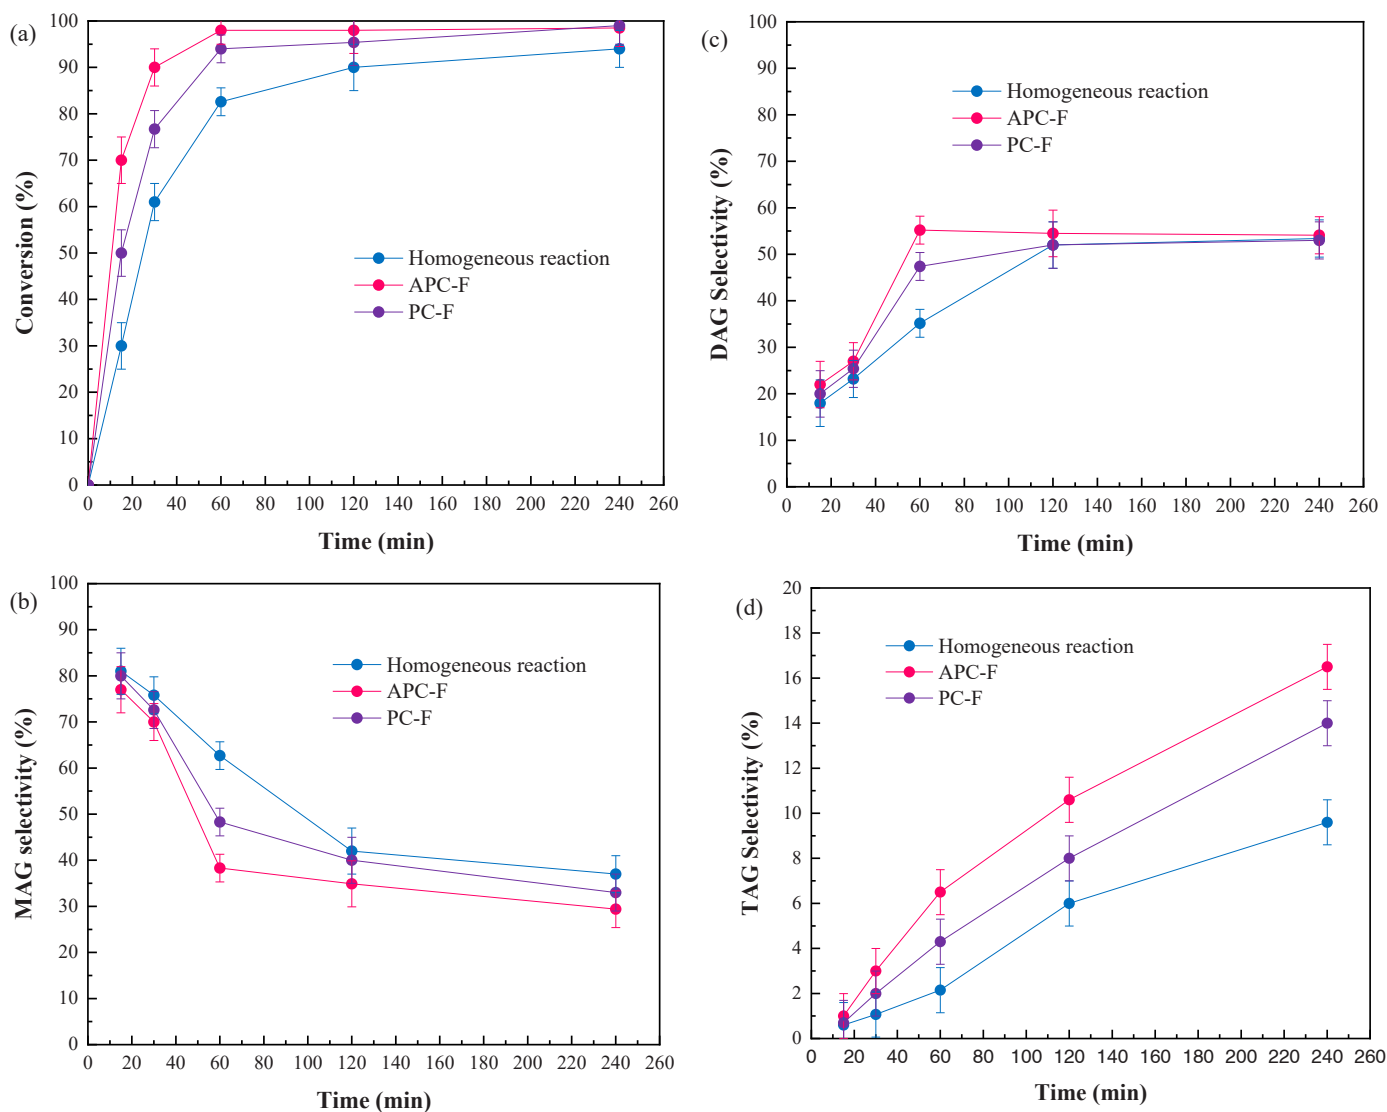 (a)
Conversion (%)
100
90
80
70
60
50
40
30
20
10
0
Homogeneous reaction
APC-F
PC-F
0 20 40 60 80 100 120 140 160 180 200 220 240 260
Time (min)
(c)
DAG Selectivity (%)
100
90
80
70
60
50
40
30
20
10
0
Homogeneous reaction
APC-F
PC-F
0 20 40 60 80 100 120 140 160 180 200 220 240 260
Time (min)
(b)
MAG selectivity (%)
100
90
80
70
60
50
40
30
20
10
0
Homogeneous reaction
APC-F
PC-F
0 20 40 60 80 100 120 140 160 180 200 220 240 260
Time (min)
(d)
TAG Selectivity (%)
20
18
16
14
12
10
8
6
4
2
0
Homogeneous reaction
APC-F
PC-F
0 20 40 60 80 100 120 140 160 180 200 220 240 260
Time (min)